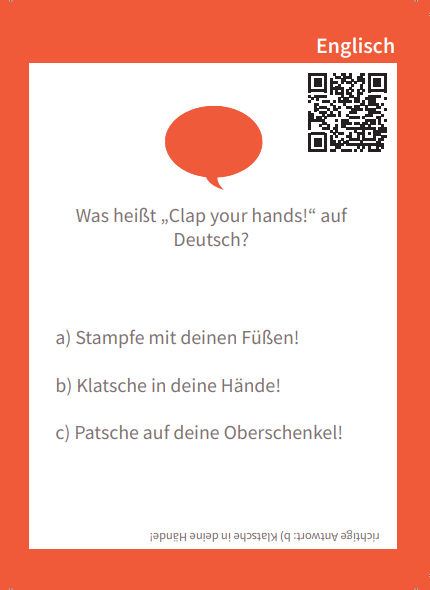 Englisch
Was heißt „Clap your hands!“ auf
Deutsch?
a) Stampfe mit deinen Füßen!
b) Klatsche in deine Hände!
c) Patsche auf deine Oberschenkel!
richtige Antwort: b) Klatsche in deine Hände!